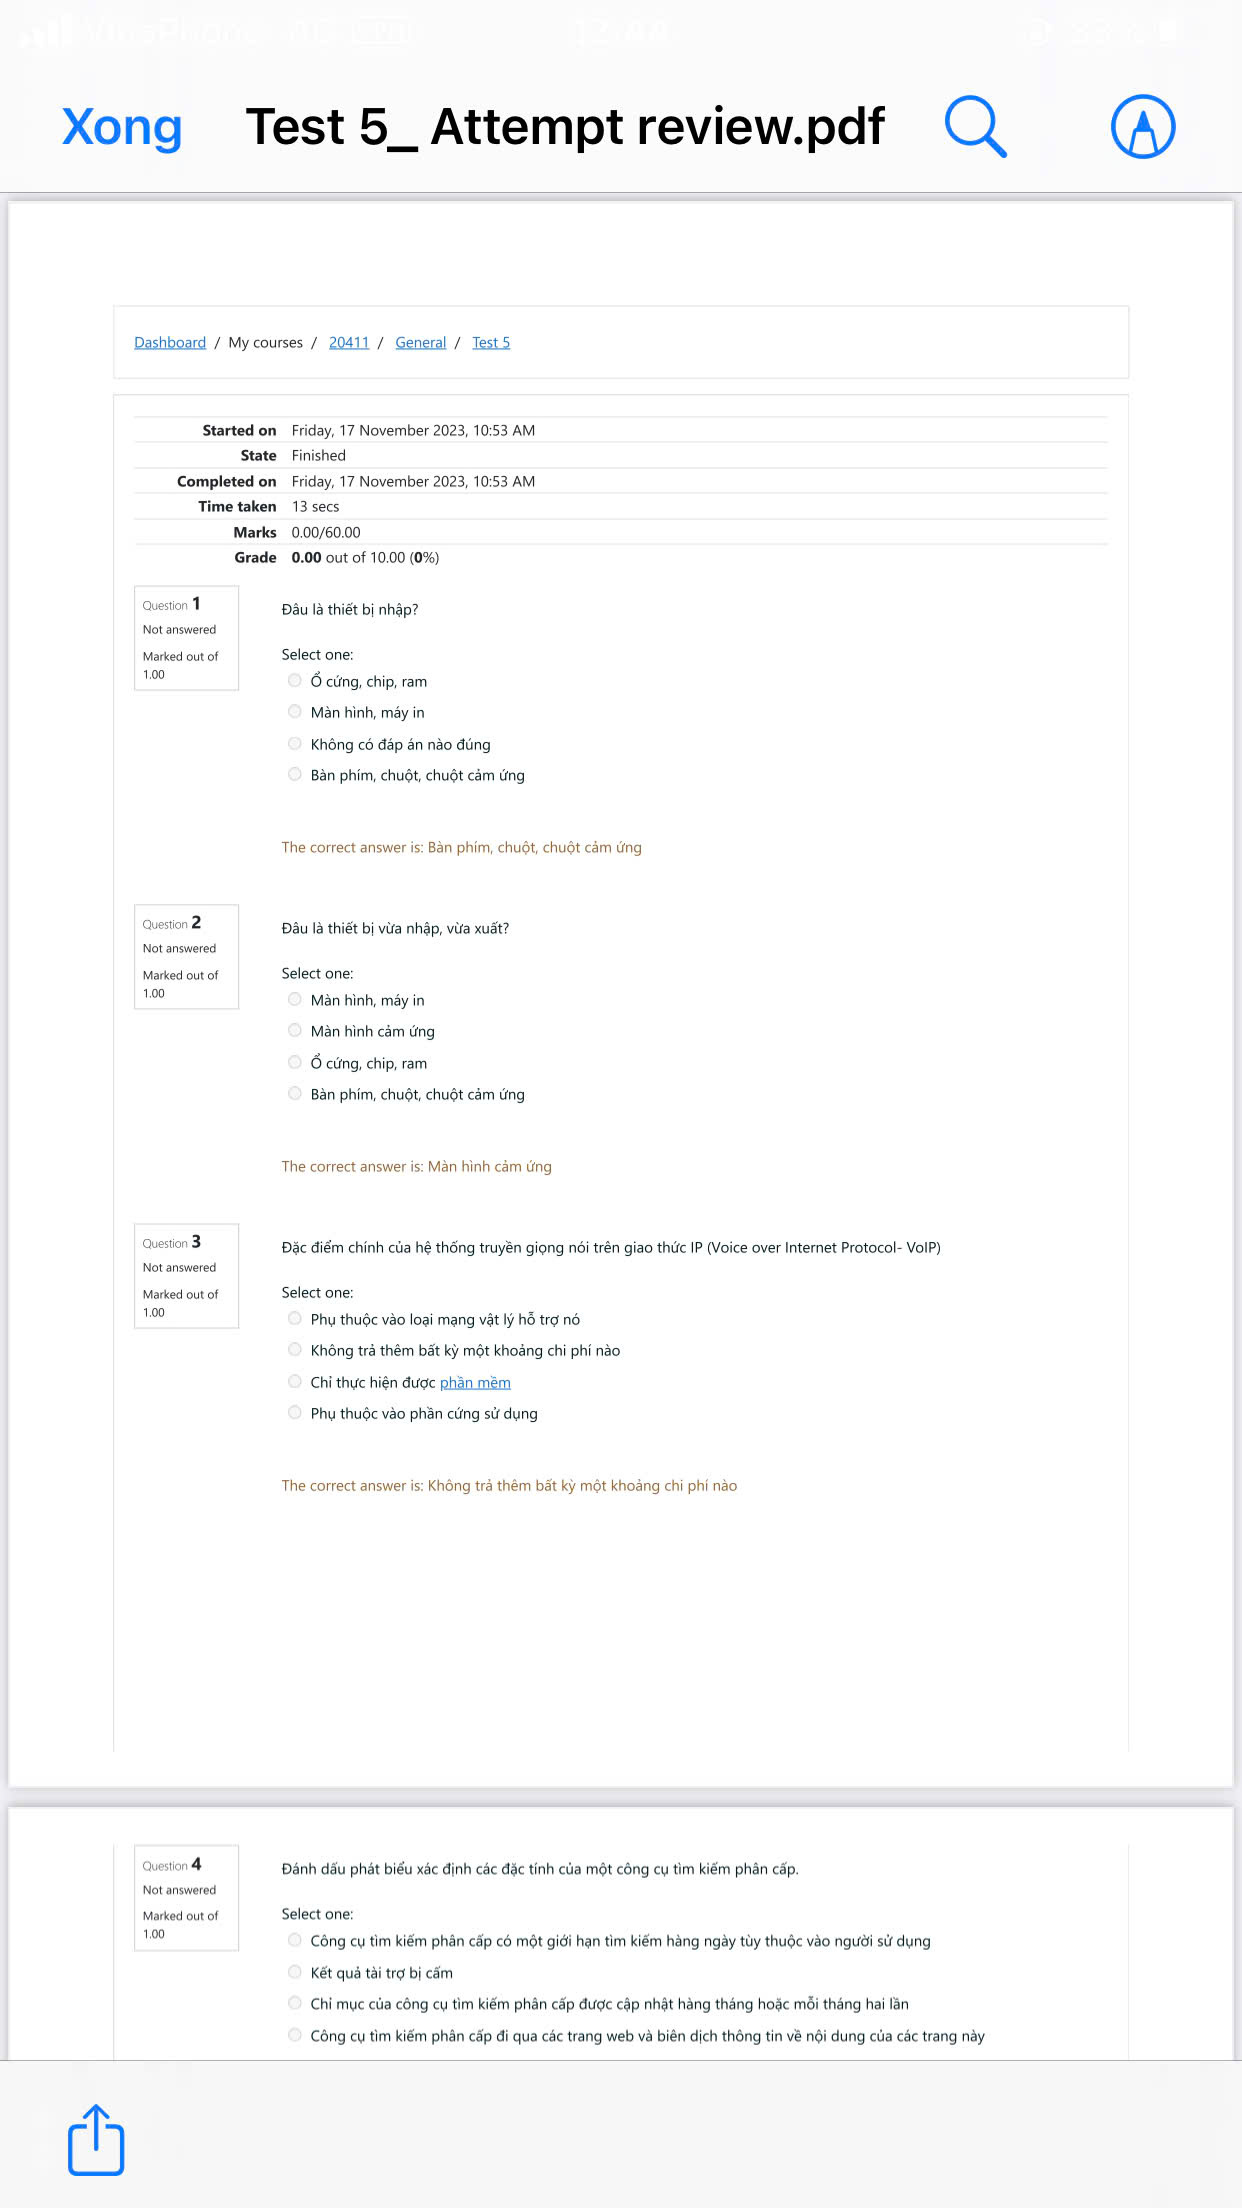 Xong
Test 5_ Attempt review.pdf
Dashboard / My courses / 20411 / General / Test 5
Started on Friday, 17 November 2023, 10:53 AM
State Finished
Completed on Friday, 17 November 2023, 10:53 AM
Time taken 13 secs
Marks 0.00/60.00
Grade 0.00 out of 10.00 (0%)
Question 1
Not answered
Marked out of
1.00
Đâu là thiết bị nhập?
Select one:
Ổ cứng, chip, ram
Màn hình, máy in
Không có đáp án nào đúng
Bàn phím, chuột, chuột cảm ứng
The correct answer is: Bàn phím, chuột, chuột cảm ứng
Question 2
Not answered
Marked out of
1.00
Đâu là thiết bị vừa nhập, vừa xuất?
Select one:
Màn hình, máy in
Màn hình cảm ứng
Ổ cứng, chip, ram
Bàn phím, chuột, chuột cảm ứng
The correct answer is: Màn hình cảm ứng
Question 3
Not answered
Marked out of
1.00
Đặc điểm chính của hệ thống truyền giọng nói trên giao thức IP (Voice over Internet Protocol- VoIP)
Select one:
Phụ thuộc vào loại mạng vật lý hỗ trợ nó
Không trả thêm bất kỳ một khoảng chi phí nào
Chỉ thực hiện được phần mềm
Phụ thuộc vào phần cứng sử dụng
The correct answer is: Không trả thêm bất kỳ một khoảng chi phí nào
Question 4
Not answered
Marked out of
1.00
Đánh dấu phát biểu xác định các đặc tính của một công cụ tìm kiếm phân cấp.
Select one:
Công cụ tìm kiếm phân cấp có một giới hạn tìm kiếm hàng ngày tùy thuộc vào người sử dụng
Kết quả tài trợ bị cấm
Chỉ mục của công cụ tìm kiếm phân cấp được cập nhật hàng tháng hoặc mỗi tháng hai lần
Công cụ tìm kiếm phân cấp đi qua các trang web và biên dịch thông tin về nội dung của các trang này